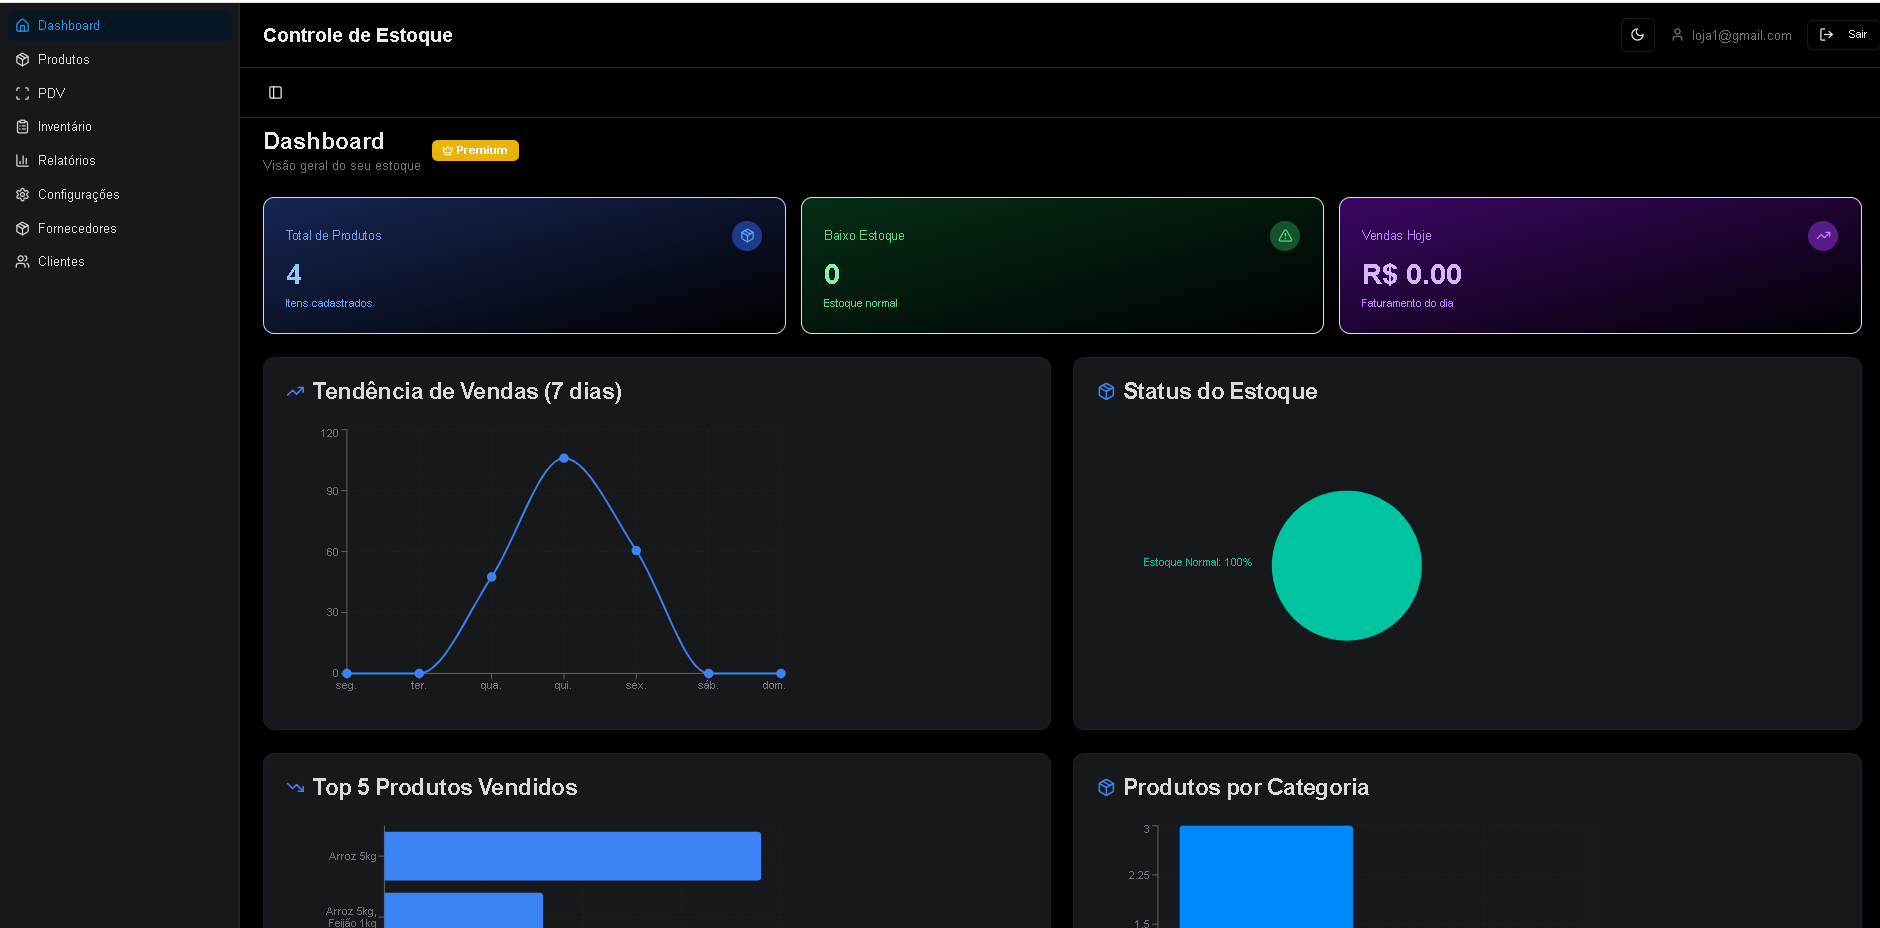 Dashboard
Produtos
PDV
Inventário
Relatórios
Configurações
Fornecedores
Clientes
Controle de Estoque
loja1@gmail.com
Sair
Dashboard
Visão geral do seu estoque
Premium
Total de Produtos
4
Itens cadastrados
Baixo Estoque
0
Estoque normal
Vendas Hoje
R$ 0.00
Faturamento do dia
Tendência de Vendas (7 dias)
120
90
60
30
0
seg. ter. qua. qui. sex. sáb. dom.
Status do Estoque
Estoque Normal: 100%
Top 5 Produtos Vendidos
Arroz 5kg
Arroz 5kg,
Feijão 1kg
Produtos por Categoria
3
2.25
1.5